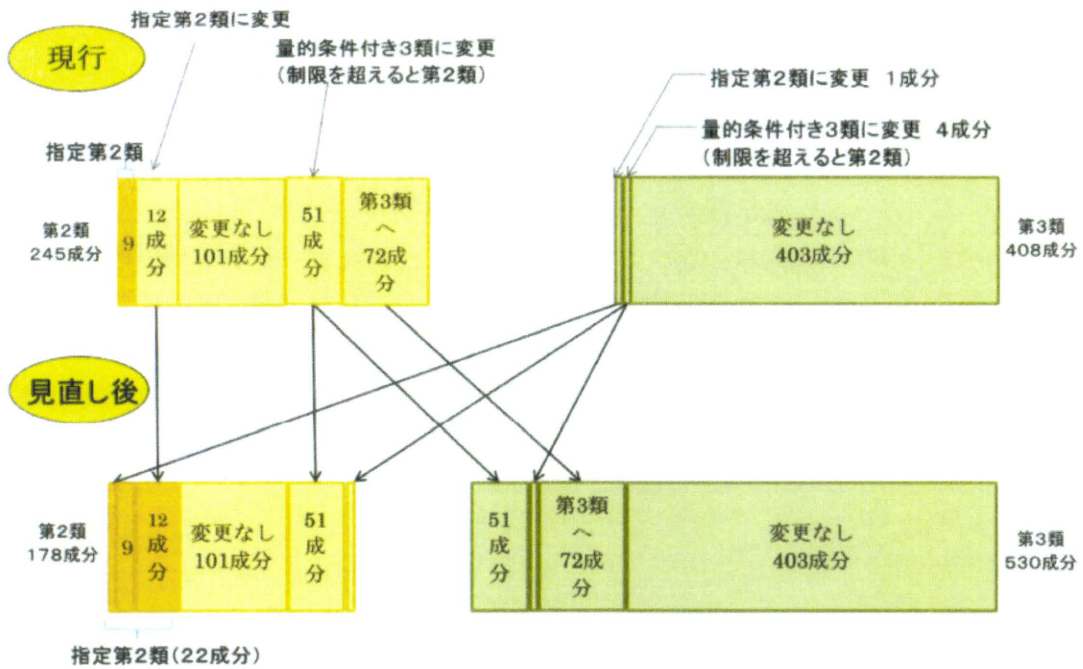 指定第2類に変更
現行
量的条件付き3類に変更
(制限を超えると第2類)
指定第2類に変更 1成分
量的条件付き3類に変更 4成分
(制限を超えると第2類)
指定第2類
第2類
245成分
9
12
成
分
変更なし
101成分
51
成
分
第3類
へ
72成
分
変更なし
403成分
第3類
408成分
見直し後
第2類
178成分
9
12
成
分
変更なし
101成分
51
成
分
51
成
分
第3類
へ
72成
分
変更なし
403成分
第3類
530成分
指定第2類(22成分)